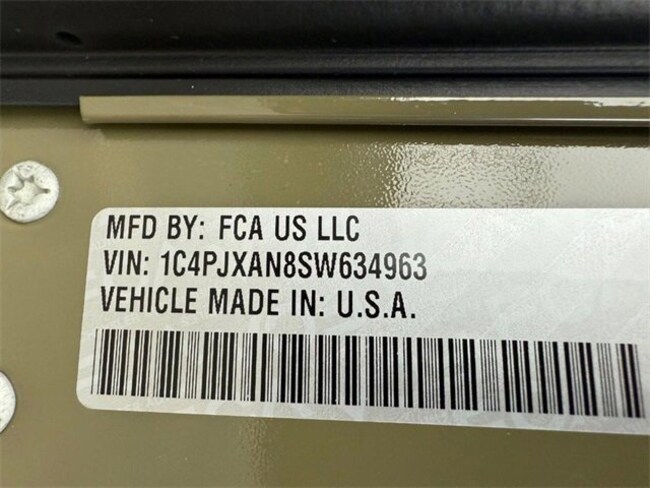 MFD BY: FCA US LLC
VIN: 1C4PJXAN8SW634963
VEHICLE MADE IN: U.S.A.